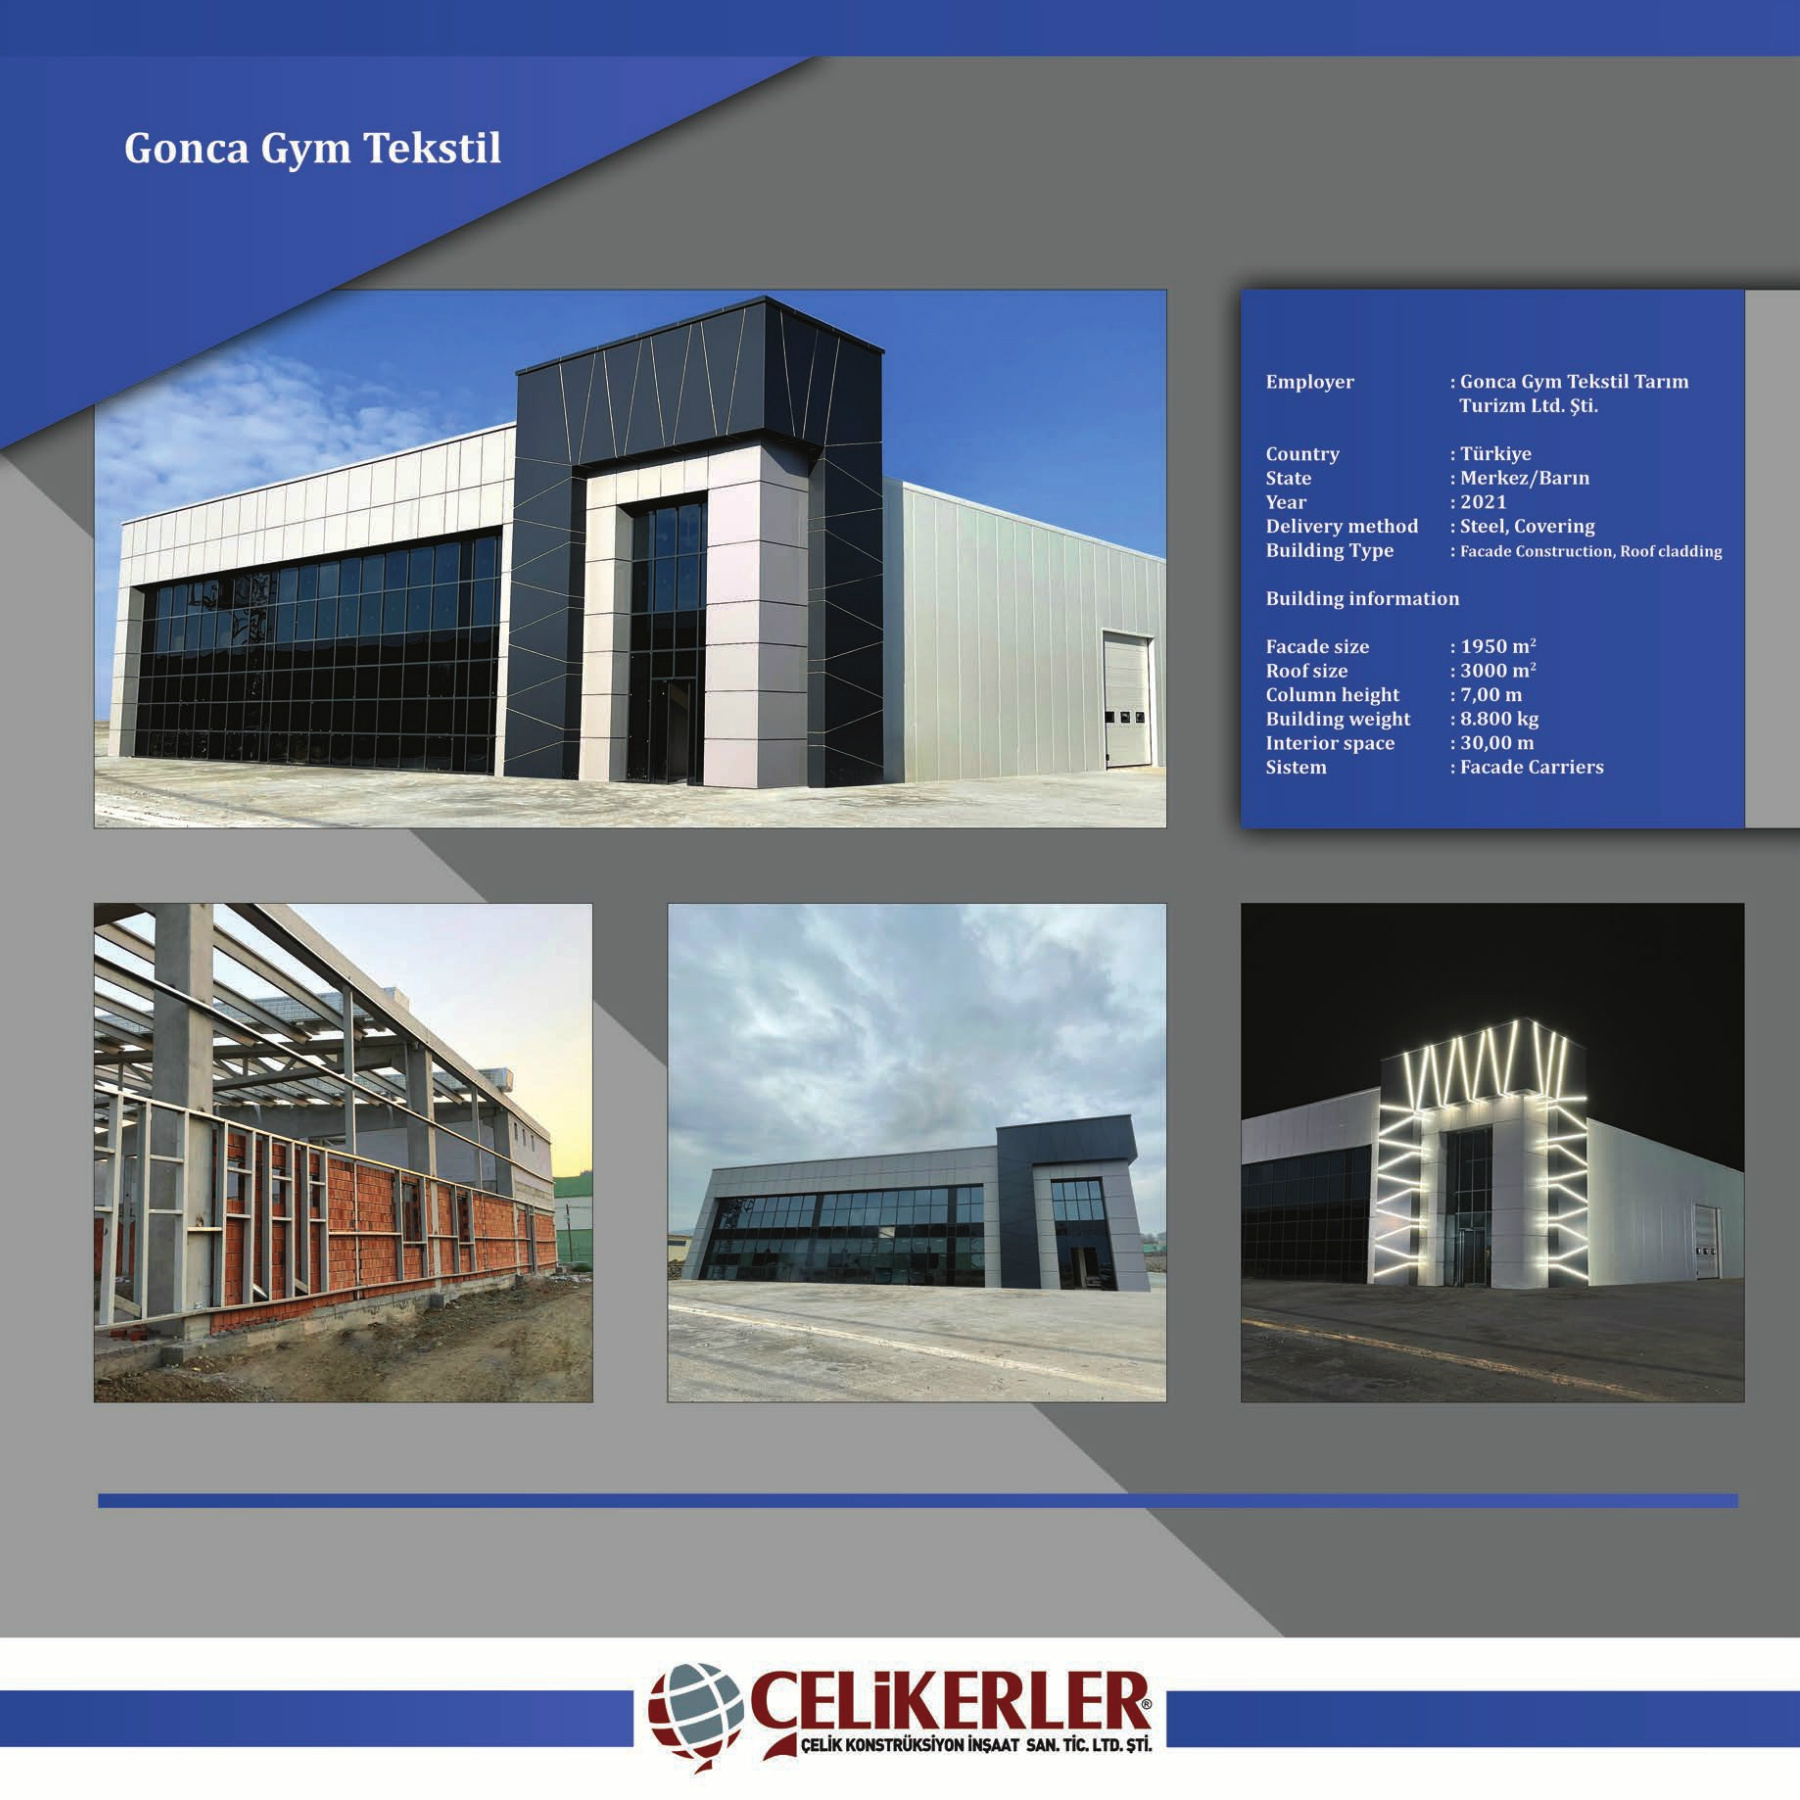 Gonca Gym Tekstil
Employer : Gonca Gym Tekstil Tarım
Turizm Ltd. Şti.
Country : Türkiye
State : Merkez/Barın
Year : 2021
Delivery method : Steel, Covering
Building Type : Facade Construction, Roof cladding
Building information
Facade size : 1950 m²
Roof size : 3000 m²
Column height : 7,00 m
Building weight : 8.800 kg
Interior space : 30,00 m
Sistem : Facade Carriers
ÇELiKERLER®
ÇELİK KONSTRÜKSİYON İNŞAAT SAN. TİC. LTD. ŞTİ.